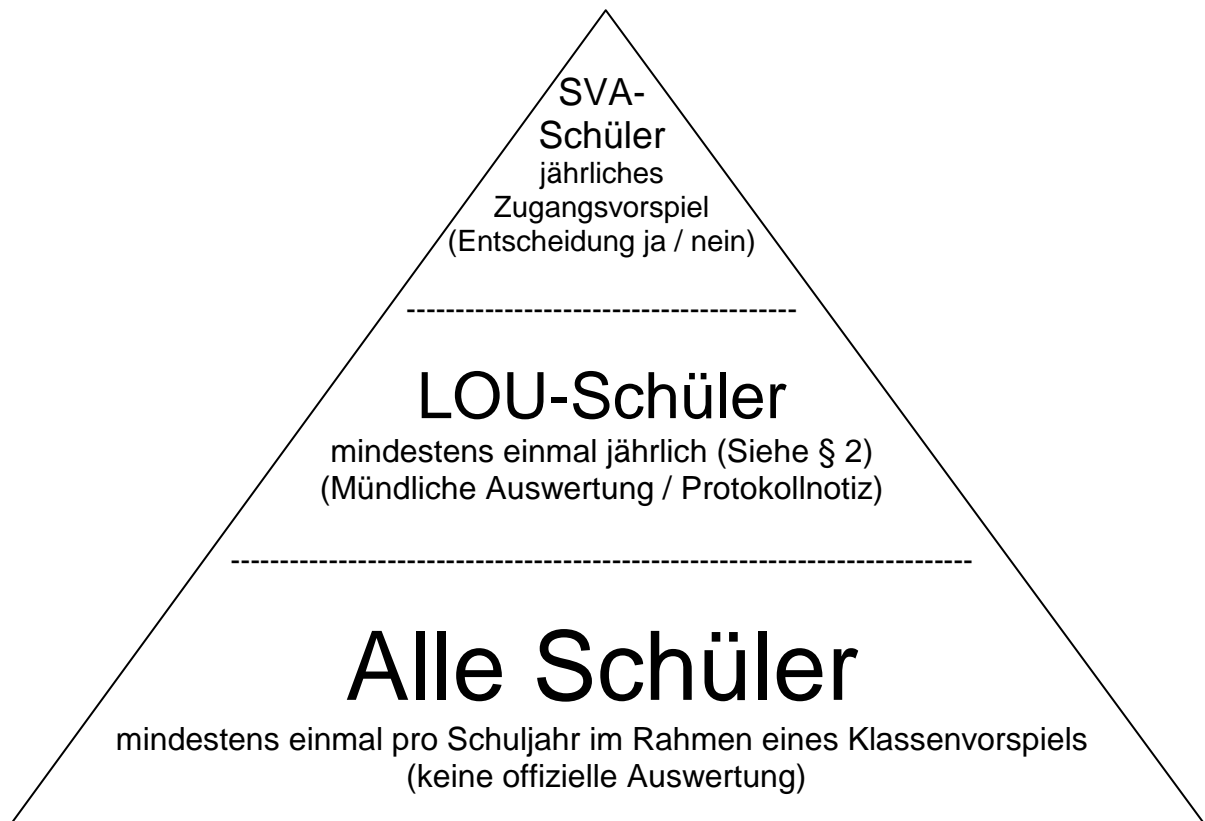 SVA-
Schüler
jährliches
Zugangsvorspiel
(Entscheidung ja / nein)
LOU-Schüler
mindestens einmal jährlich (Siehe § 2)
(Mündliche Auswertung / Protokollnotiz)
Alle Schüler
mindestens einmal pro Schuljahr im Rahmen eines Klassenvorspiels
(keine offizielle Auswertung)